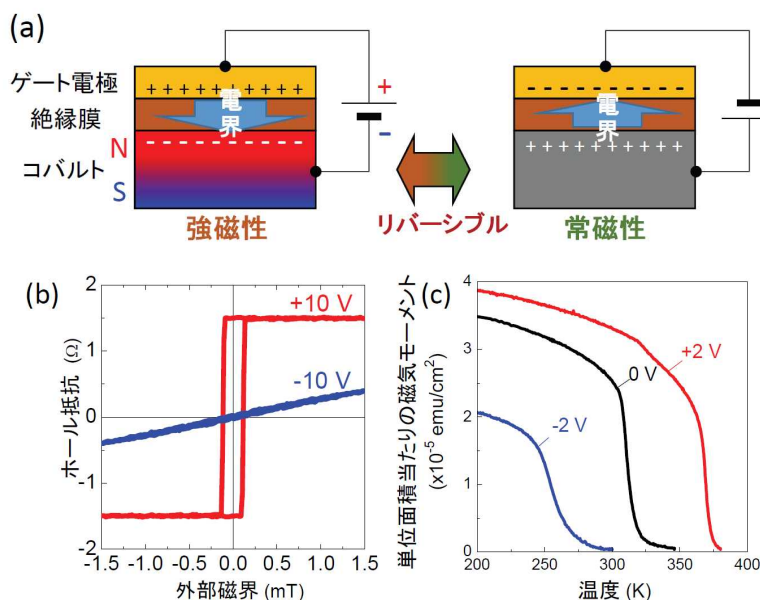 (a)
ゲート電極
絶縁膜
コバルト
N
S
+ + + + + + + + + +
電界
- - - - - - - - -
+
-
強磁性
リバーシブル
- - - - - - - - -
電界
+ + + + + + + + + +
常磁性
(b)
ホール抵抗 (Ω)
2
1
0
-1
-2
+10 V
-10 V
-1.5 -1.0 -0.5 0.0 0.5 1.0 1.5
外部磁界 (mT)
(c)
単位面積当たりの磁気モーメント
(x10⁻⁵ emu/cm²)
4
3
2
1
0
+2 V
0 V
-2 V
200 250 300 350 400
温度 (K)